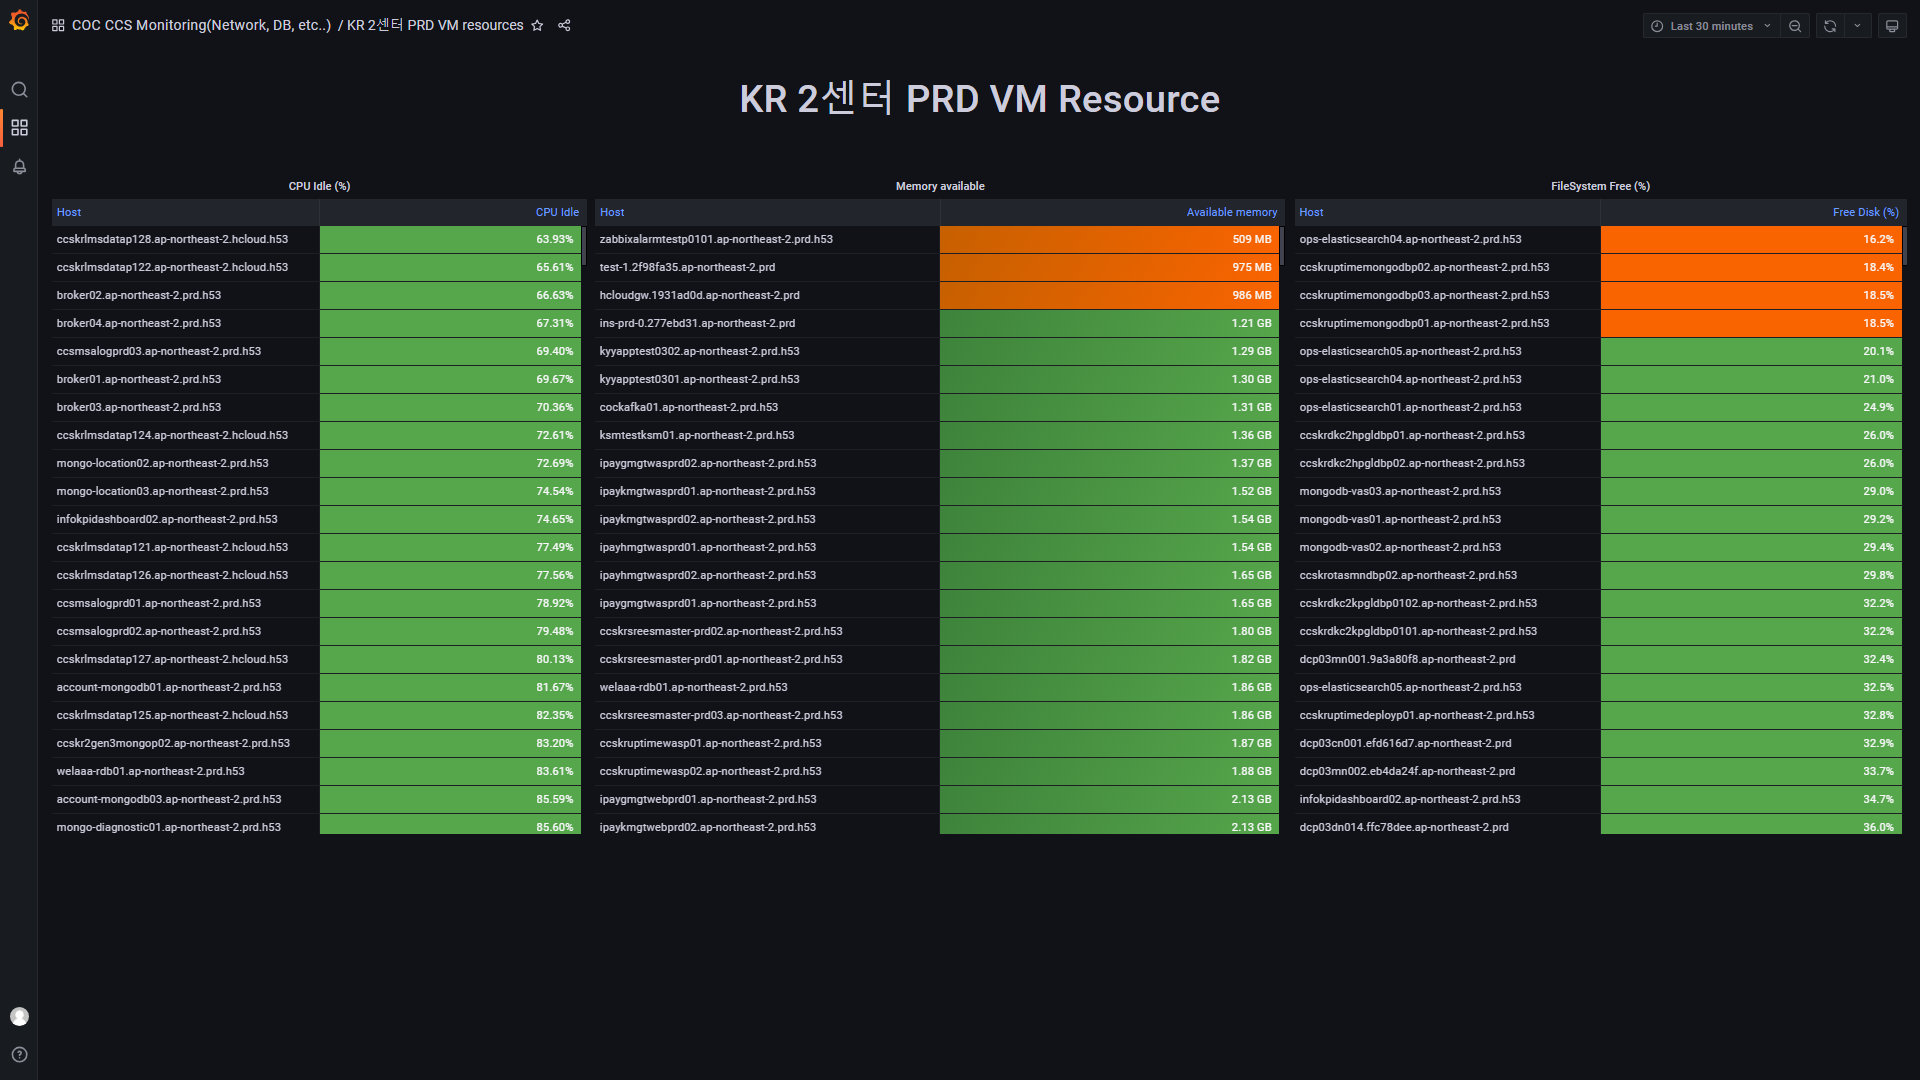 COC CCS Monitoring(Network, DB, etc..) / KR 2센터 PRD VM resources
Last 30 minutes
KR 2센터 PRD VM Resource
CPU Idle (%)
Host CPU Idle
ccskrlmsdatap128.ap-northeast-2.hcloud.h53 63.93%
ccskrlmsdatap122.ap-northeast-2.hcloud.h53 65.61%
broker02.ap-northeast-2.prd.h53 66.63%
broker04.ap-northeast-2.prd.h53 67.31%
ccsmsalogprd03.ap-northeast-2.prd.h53 69.40%
broker01.ap-northeast-2.prd.h53 69.67%
broker03.ap-northeast-2.prd.h53 70.36%
ccskrlmsdatap124.ap-northeast-2.hcloud.h53 72.61%
mongo-location02.ap-northeast-2.prd.h53 72.69%
mongo-location03.ap-northeast-2.prd.h53 74.54%
infokpidashboard02.ap-northeast-2.prd.h53 74.65%
ccskrlmsdatap121.ap-northeast-2.hcloud.h53 77.49%
ccskrlmsdatap126.ap-northeast-2.hcloud.h53 77.56%
ccsmsalogprd01.ap-northeast-2.prd.h53 78.92%
ccsmsalogprd02.ap-northeast-2.prd.h53 79.48%
ccskrlmsdatap127.ap-northeast-2.hcloud.h53 80.13%
account-mongodb01.ap-northeast-2.prd.h53 81.67%
ccskrlmsdatap125.ap-northeast-2.hcloud.h53 82.35%
ccskr2gen3mongop02.ap-northeast-2.prd.h53 83.20%
welaaa-rdb01.ap-northeast-2.prd.h53 83.61%
account-mongodb03.ap-northeast-2.prd.h53 85.59%
mongo-diagnostic01.ap-northeast-2.prd.h53 85.60%
Memory available
Host Available memory
zabbixalarmtestp0101.ap-northeast-2.prd.h53 509 MB
test-1.2f98fa35.ap-northeast-2.prd 975 MB
hcloudgw.1931ad0d.ap-northeast-2.prd 986 MB
ins-prd-0.277ebd31.ap-northeast-2.prd 1.21 GB
kyyapptest0302.ap-northeast-2.prd.h53 1.29 GB
kyyapptest0301.ap-northeast-2.prd.h53 1.30 GB
cockafka01.ap-northeast-2.prd.h53 1.31 GB
ksmtestksm01.ap-northeast-2.prd.h53 1.36 GB
ipaygmgtwasprd02.ap-northeast-2.prd.h53 1.37 GB
ipaykmgtwasprd01.ap-northeast-2.prd.h53 1.52 GB
ipaykmgtwasprd02.ap-northeast-2.prd.h53 1.54 GB
ipayhmgtwasprd01.ap-northeast-2.prd.h53 1.54 GB
ipayhmgtwasprd02.ap-northeast-2.prd.h53 1.65 GB
ipaygmgtwasprd01.ap-northeast-2.prd.h53 1.65 GB
ccskrsreesmaster-prd02.ap-northeast-2.prd.h53 1.80 GB
ccskrsreesmaster-prd01.ap-northeast-2.prd.h53 1.82 GB
welaaa-rdb01.ap-northeast-2.prd.h53 1.86 GB
ccskrsreesmaster-prd03.ap-northeast-2.prd.h53 1.86 GB
ccskruptimewasp01.ap-northeast-2.prd.h53 1.87 GB
ccskruptimewasp02.ap-northeast-2.prd.h53 1.88 GB
ipaygmgtwebprd01.ap-northeast-2.prd.h53 2.13 GB
ipaykmgtwebprd02.ap-northeast-2.prd.h53 2.13 GB
FileSystem Free (%)
Host Free Disk (%)
ops-elasticsearch04.ap-northeast-2.prd.h53 16.2%
ccskruptimemongodbp02.ap-northeast-2.prd.h53 18.4%
ccskruptimemongodbp03.ap-northeast-2.prd.h53 18.5%
ccskruptimemongodbp01.ap-northeast-2.prd.h53 18.5%
ops-elasticsearch05.ap-northeast-2.prd.h53 20.1%
ops-elasticsearch04.ap-northeast-2.prd.h53 21.0%
ops-elasticsearch01.ap-northeast-2.prd.h53 24.9%
ccskrdkc2hpgldbp01.ap-northeast-2.prd.h53 26.0%
ccskrdkc2hpgldbp02.ap-northeast-2.prd.h53 26.0%
mongodb-vas03.ap-northeast-2.prd.h53 29.0%
mongodb-vas01.ap-northeast-2.prd.h53 29.2%
mongodb-vas02.ap-northeast-2.prd.h53 29.4%
ccskrotasmndbp02.ap-northeast-2.prd.h53 29.8%
ccskrdkc2kpgldbp0102.ap-northeast-2.prd.h53 32.2%
ccskrdkc2kpgldbp0101.ap-northeast-2.prd.h53 32.2%
dcp03mn001.9a3a80f8.ap-northeast-2.prd 32.4%
ops-elasticsearch05.ap-northeast-2.prd.h53 32.5%
ccskruptimedeployp01.ap-northeast-2.prd.h53 32.8%
dcp03cn001.efd616d7.ap-northeast-2.prd 32.9%
dcp03mn002.eb4da24f.ap-northeast-2.prd 33.7%
infokpidashboard02.ap-northeast-2.prd.h53 34.7%
dcp03dn014.ffc78dee.ap-northeast-2.prd 36.0%